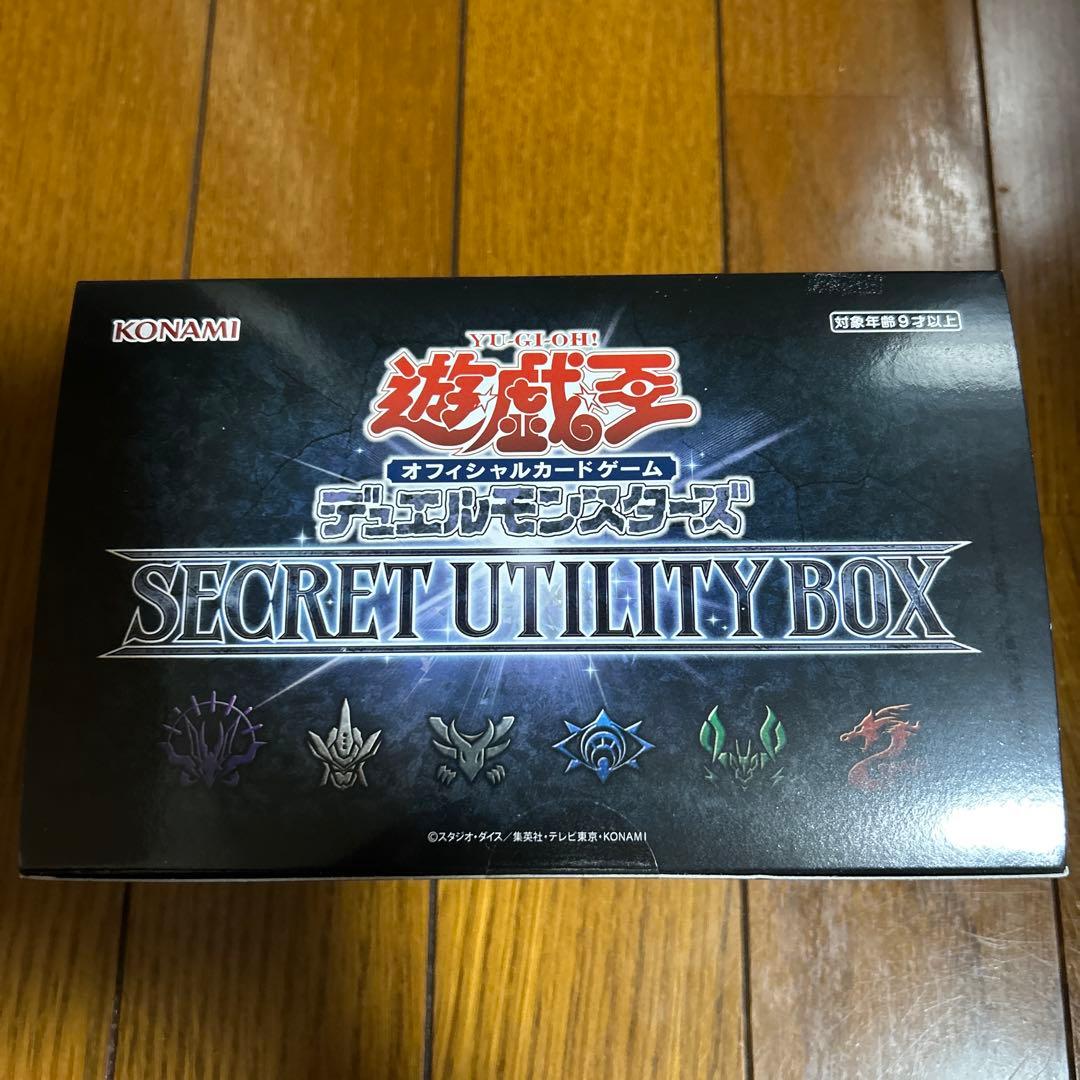 KONAMI
対象年齢9才以上
YU-GI-OH!
遊☆戯☆王
オフィシャルカードゲーム
デュエルモンスターズ
SECRET UTILITY BOX
©スタジオ・ダイス/集英社・テレビ東京・KONAMI